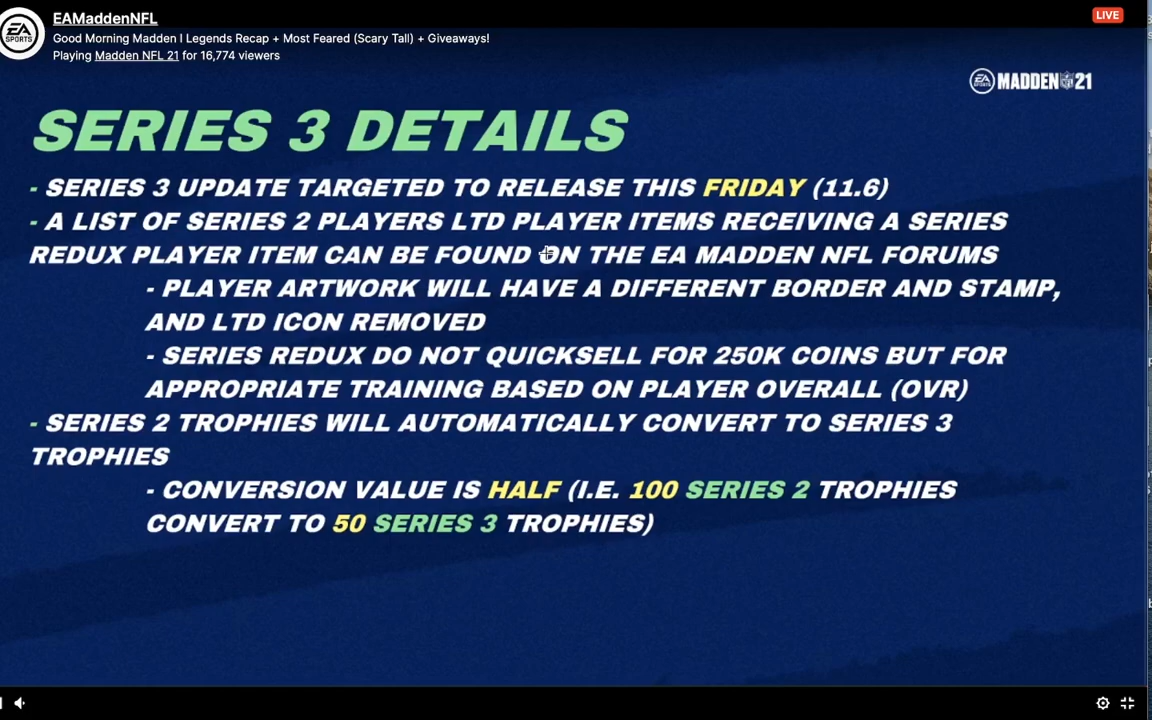 EA SPORTS
EAMaddenNFL
Good Morning Madden I Legends Recap + Most Feared (Scary Tall) + Giveaways!
Playing Madden NFL 21 for 16,774 viewers
LIVE
EA SPORTS MADDEN NFL 21
SERIES 3 DETAILS
- SERIES 3 UPDATE TARGETED TO RELEASE THIS FRIDAY (11.6)
- A LIST OF SERIES 2 PLAYERS LTD PLAYER ITEMS RECEIVING A SERIES
REDUX PLAYER ITEM CAN BE FOUND ON THE EA MADDEN NFL FORUMS
- PLAYER ARTWORK WILL HAVE A DIFFERENT BORDER AND STAMP,
AND LTD ICON REMOVED
- SERIES REDUX DO NOT QUICKSELL FOR 250K COINS BUT FOR
APPROPRIATE TRAINING BASED ON PLAYER OVERALL (OVR)
- SERIES 2 TROPHIES WILL AUTOMATICALLY CONVERT TO SERIES 3
TROPHIES
- CONVERSION VALUE IS HALF (I.E. 100 SERIES 2 TROPHIES
CONVERT TO 50 SERIES 3 TROPHIES)